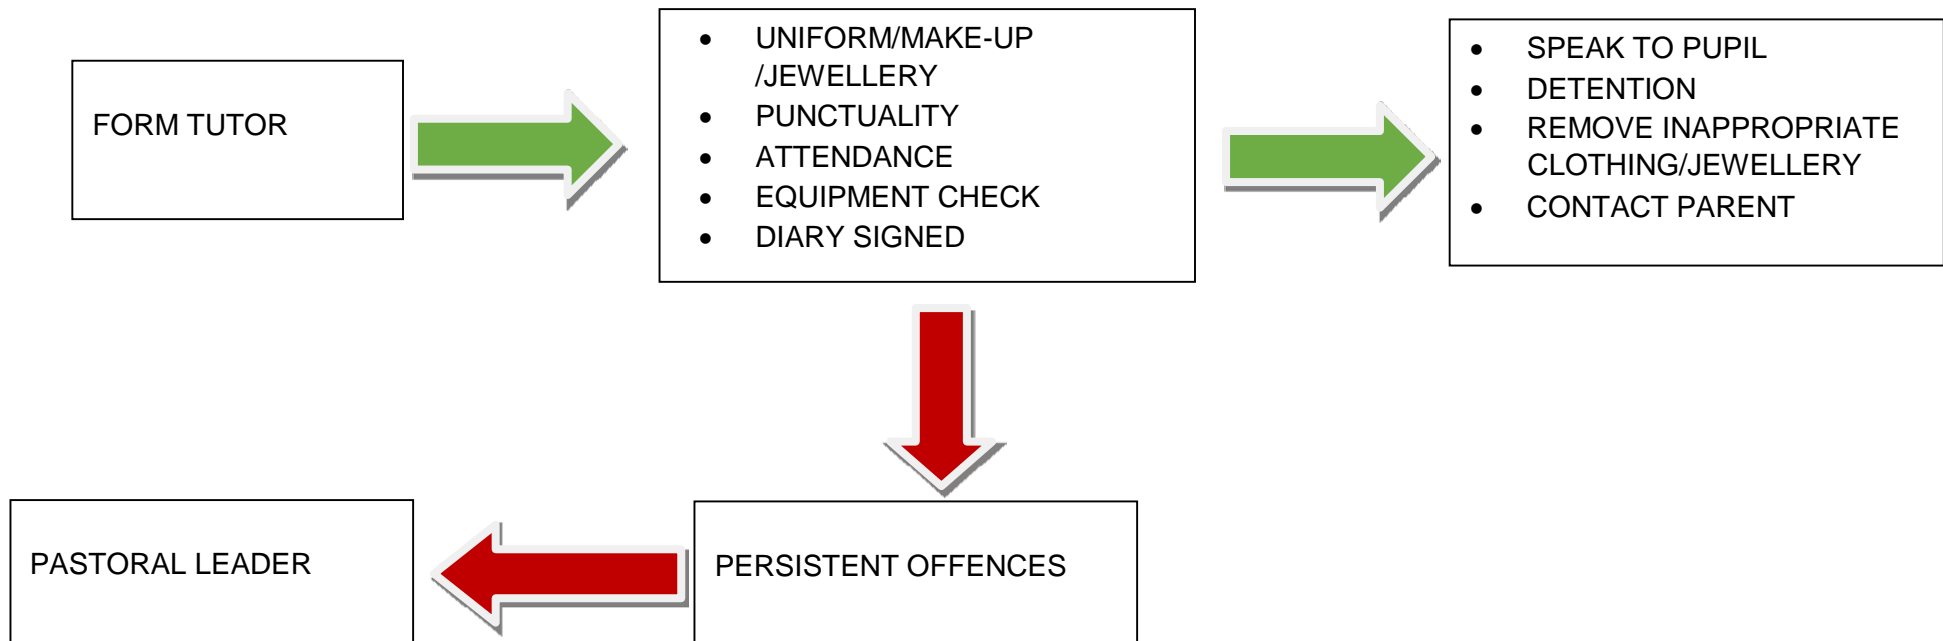 FORM TUTOR
• UNIFORM/MAKE-UP
/JEWELLERY
• PUNCTUALITY
• ATTENDANCE
• EQUIPMENT CHECK
• DIARY SIGNED
• SPEAK TO PUPIL
• DETENTION
• REMOVE INAPPROPRIATE
CLOTHING/JEWELLERY
• CONTACT PARENT
PASTORAL LEADER
PERSISTENT OFFENCES